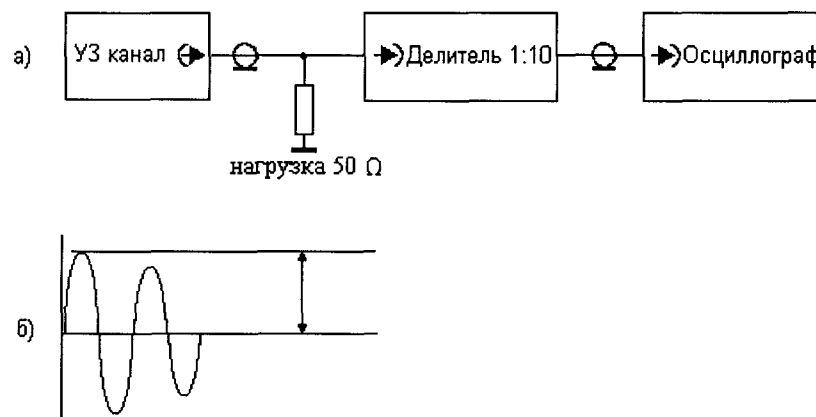 а)
УЗ канал
Делитель 1:10
Осциллограф
нагрузка 50 Ω
б)